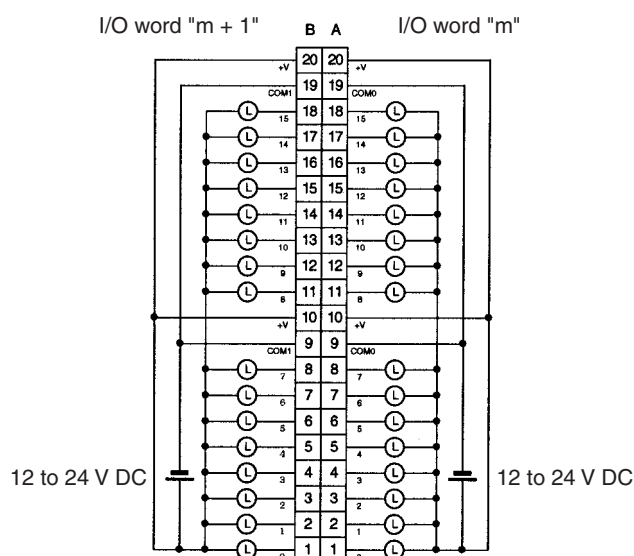 I/O word "m + 1" B A I/O word "m"
+V 20 20 +V
COM1 19 19 COM0
L 15 18 18 15 L
L 14 17 17 14 L
L 13 16 16 13 L
L 12 15 15 12 L
L 11 14 14 11 L
L 10 13 13 10 L
L 9 12 12 9 L
L 8 11 11 8 L
+V 10 10 +V
COM1 9 9 COM0
L 7 8 8 7 L
L 6 7 7 6 L
L 5 6 6 5 L
L 4 5 5 4 L
12 to 24 V DC L 3 4 4 3 L 12 to 24 V DC
L 2 3 3 2 L
L 1 2 2 1 L
L 1 1 L